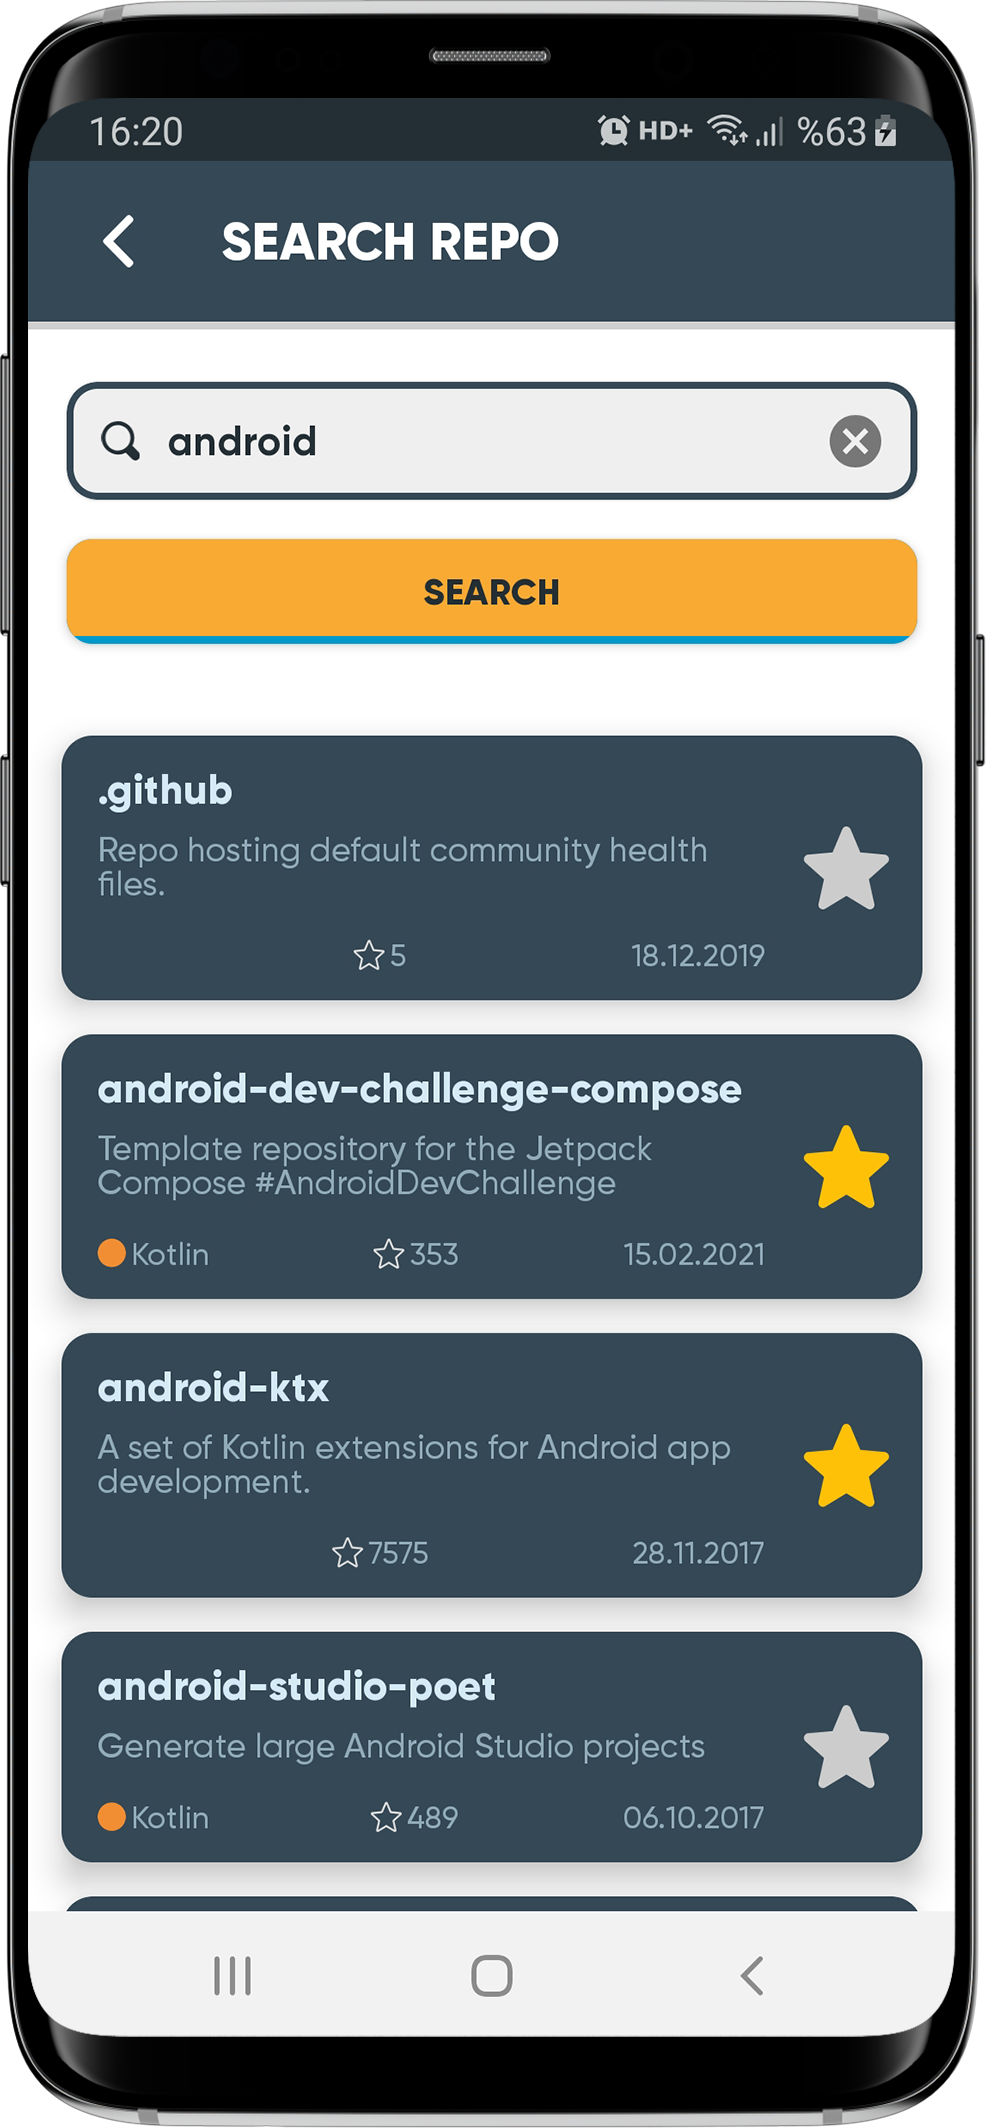 16:20 HD+ %63
SEARCH REPO
android
SEARCH
.github
Repo hosting default community health
files.
5 18.12.2019
android-dev-challenge-compose
Template repository for the Jetpack
Compose #AndroidDevChallenge
Kotlin 353 15.02.2021
android-ktx
A set of Kotlin extensions for Android app
development.
7575 28.11.2017
android-studio-poet
Generate large Android Studio projects
Kotlin 489 06.10.2017